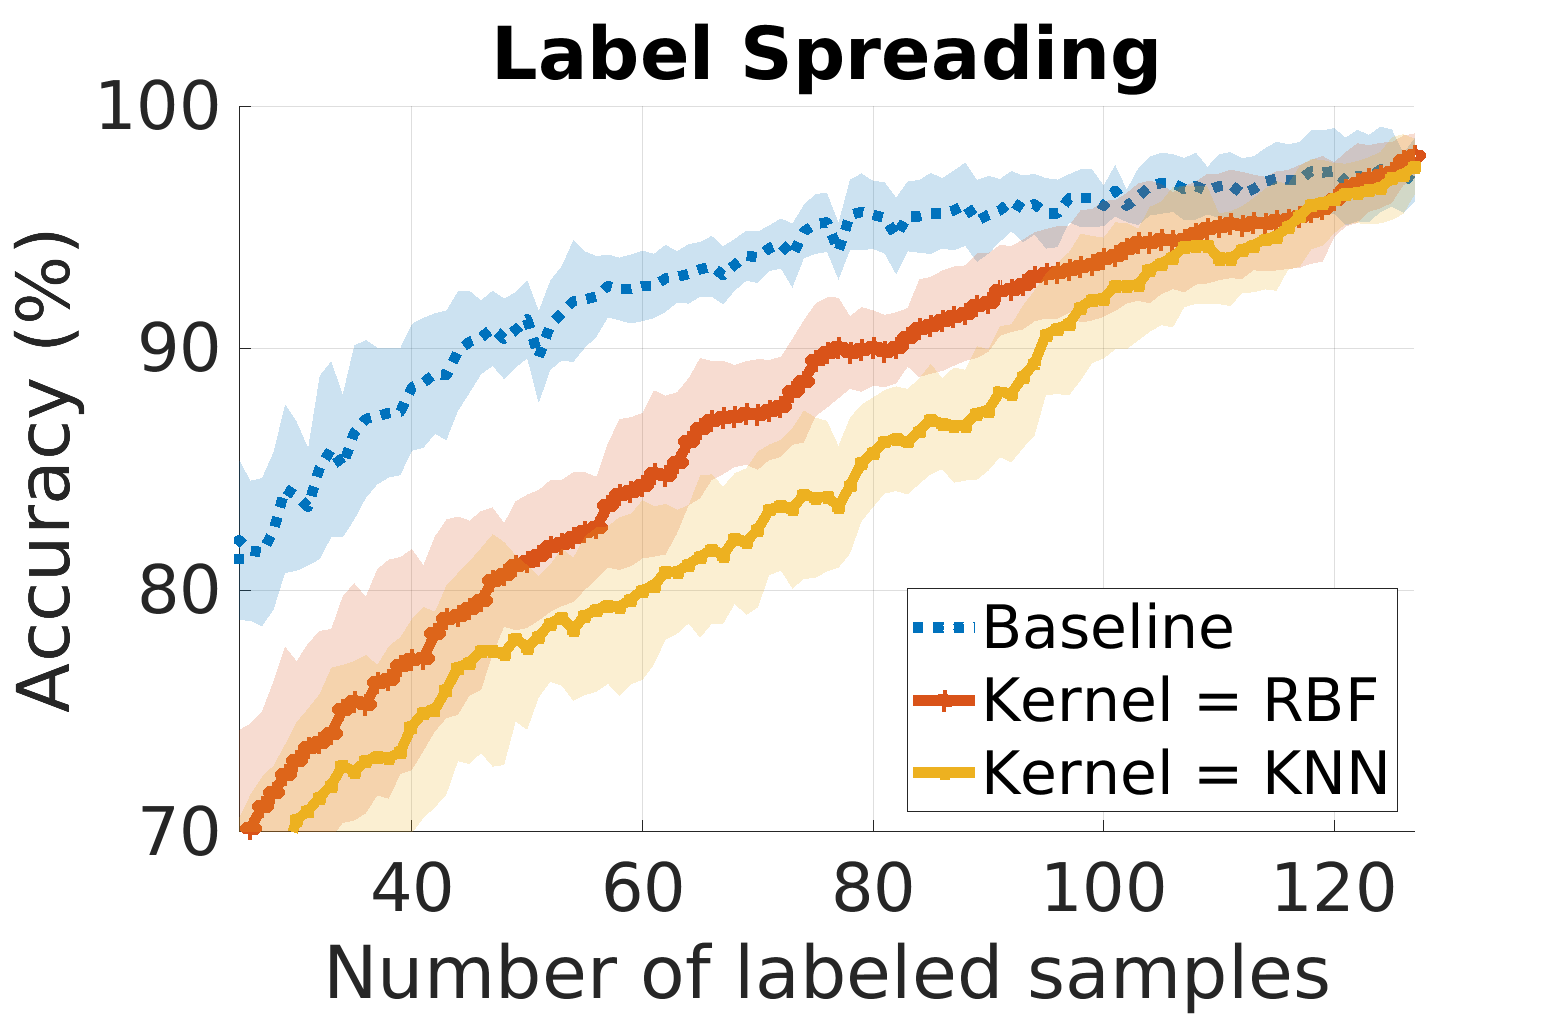 Label Spreading
100
90
80
70
Accuracy (%)
40 60 80 100 120
Number of labeled samples
Baseline
Kernel = RBF
Kernel = KNN